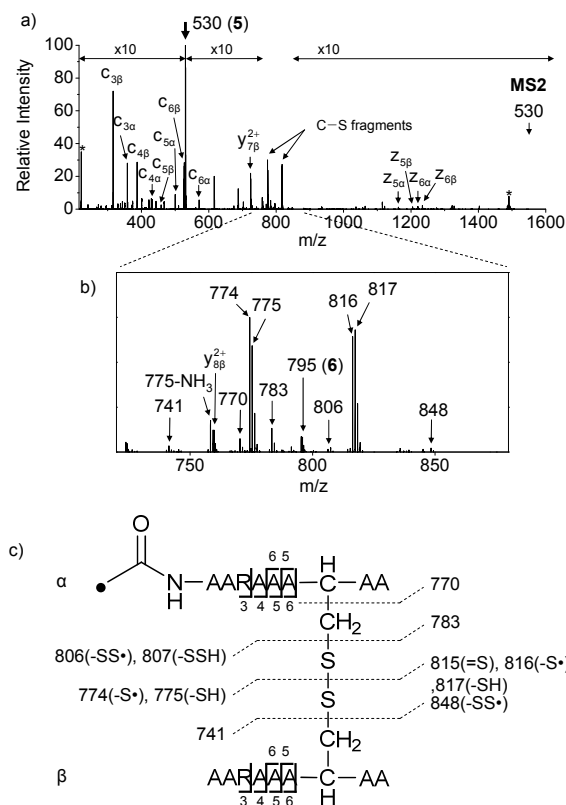 a)
530 (5)
x10 x10 x10
MS2
530
C3β
C3α
C4β
C4α
C5β
C5α
C6β
C6α
y7β2+
C–S fragments
z5α
z5β
z6α
z6β
*
*
Relative Intensity
100
80
60
40
20
0
400 600 800 1000 1200 1400 1600
m/z
b)
774
775
816
817
775-NH3
y8β2+
741
770
783
795 (6)
806
848
750 800 850
m/z
c)
O
α
N
H
AARAAA
6 5
3 4 5 6
H
C
AA
770
CH2
783
806(-SS•), 807(-SSH)
S
815(=S), 816(-S•)
,817(-SH)
774(-S•), 775(-SH)
S
848(-SS•)
741
CH2
β
AARAAA
6 5
3 4 5 6
C
H
AA